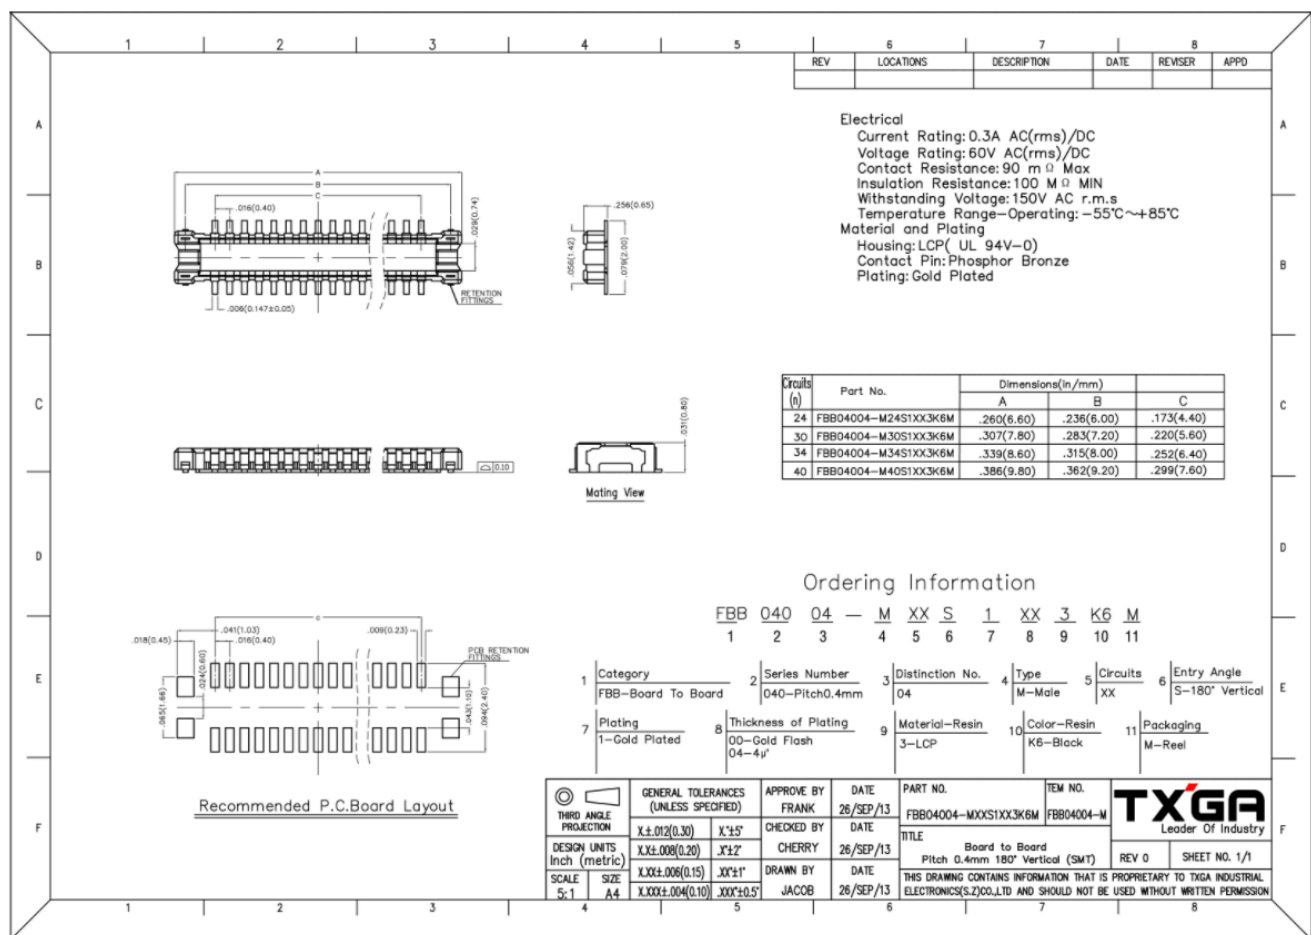 1 2 3 4 5 6 7 8
REV LOCATIONS DESCRIPTION DATE REVISER APPD
A A
B B
C C
D D
E E
F F
Electrical
Current Rating: 0.3A AC(rms)/DC
Voltage Rating: 60V AC(rms)/DC
Contact Resistance: 90 m Ω Max
Insulation Resistance: 100 M Ω MIN
Withstanding Voltage: 150V AC r.m.s
Temperature Range-Operating: -55℃~+85℃
Material and Plating
Housing: LCP( UL 94V-0)
Contact Pin: Phosphor Bronze
Plating: Gold Plated
A
B
C
.016(0.40)
.029(0.74)
.006(0.147±0.05)
RETENTION
FITTINGS
.256(0.65)
.056(1.42)
.079(2.00)
0.10
.031(0.80)
Mating View
Circuits (n) Part No. Dimensions(in/mm)
A B C
24 FBB04004-M24S1XX3K6M .260(6.60) .236(6.00) .173(4.40)
30 FBB04004-M30S1XX3K6M .307(7.80) .283(7.20) .220(5.60)
34 FBB04004-M34S1XX3K6M .339(8.60) .315(8.00) .252(6.40)
40 FBB04004-M40S1XX3K6M .386(9.80) .362(9.20) .299(7.60)
c
.041(1.03) .009(0.23)
.018(0.45) .016(0.40)
PCB RETENTION
FITTINGS
.024(0.60)
.065(1.66)
.043(1.10)
.094(2.40)
Recommended P.C.Board Layout
Ordering Information
FBB 040 04 - M XX S 1 XX 3 K6 M
1 2 3 4 5 6 7 8 9 10 11
1 Category
FBB-Board To Board
2 Series Number
040-Pitch0.4mm
3 Distinction No.
04
4 Type
M-Male
5 Circuits
XX
6 Entry Angle
S-180° Vertical
7 Plating
1-Gold Plated
8 Thickness of Plating
00-Gold Flash
04-4μ"
9 Material-Resin
3-LCP
10 Color-Resin
K6-Black
11 Packaging
M-Reel
THIRD ANGLE
PROJECTION
DESIGN UNITS
Inch (metric)
SCALE SIZE
5:1 A4
GENERAL TOLERANCES
(UNLESS SPECIFIED)
X.±.012(0.30) X.°±5°
X.X±.008(0.20) .X°±2°
X.XX±.006(0.15) .XX°±1°
X.XXX±.004(0.10) .XXX°±0.5°
APPROVE BY DATE
FRANK 26/SEP/13
CHECKED BY DATE
CHERRY 26/SEP/13
DRAWN BY DATE
JACOB 26/SEP/13
PART NO. ITEM NO.
FBB04004-MXXS1XX3K6M FBB04004-M
TITLE
Board to Board
Pitch 0.4mm 180° Vertical (SMT)
TXGA
Leader Of Industry
REV 0 SHEET NO. 1/1
THIS DRAWING CONTAINS INFORMATION THAT IS PROPRIETARY TO TXGA INDUSTRIAL
ELECTRONICS(S.Z)CO.,LTD AND SHOULD NOT BE USED WITHOUT WRITTEN PERMISSION
1 2 3 4 5 6 7 8